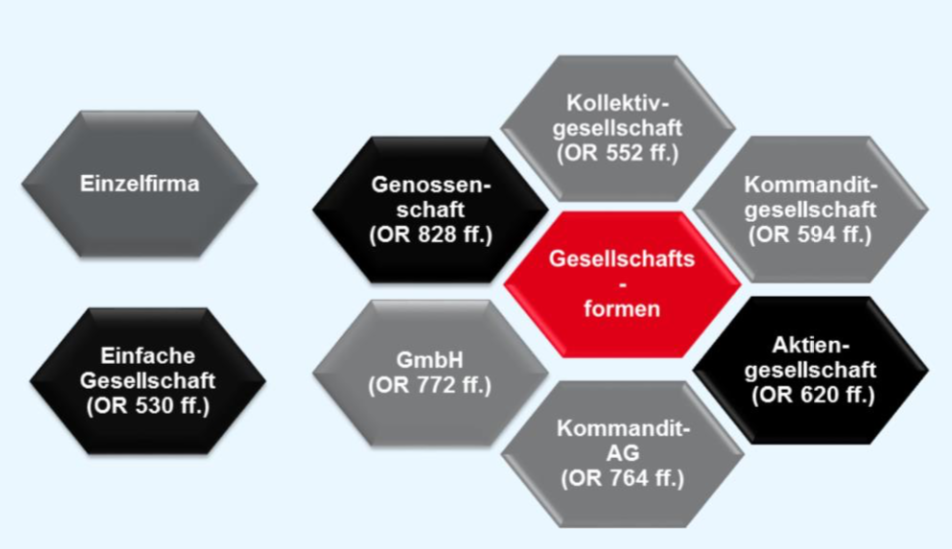 Einzelfirma
Einfache
Gesellschaft
(OR 530 ff.)
Kollektiv-
gesellschaft
(OR 552 ff.)
Genossen-
schaft
(OR 828 ff.)
Kommandit-
gesellschaft
(OR 594 ff.)
Gesellschafts
-
formen
GmbH
(OR 772 ff.)
Aktien-
gesellschaft
(OR 620 ff.)
Kommandit-
AG
(OR 764 ff.)